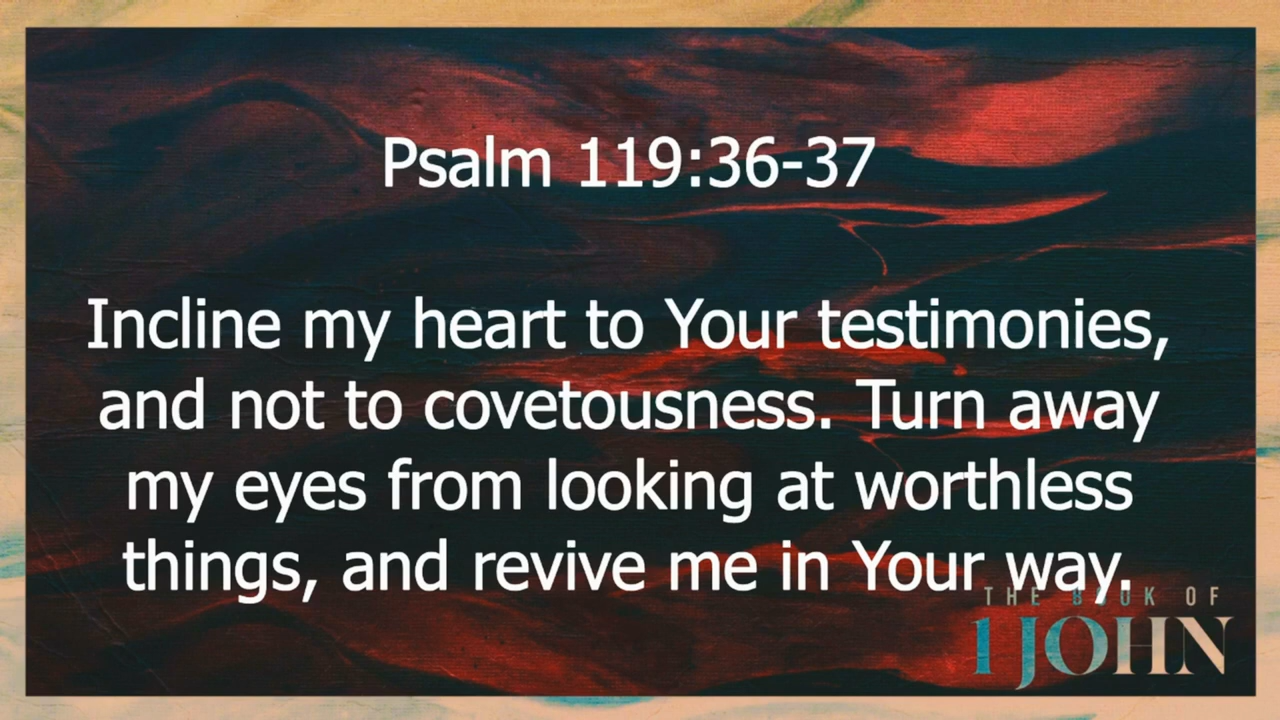 Psalm 119:36-37
Incline my heart to Your testimonies,
and not to covetousness. Turn away
my eyes from looking at worthless
things, and revive me in Your way.
THE BOOK OF
1 JOHN